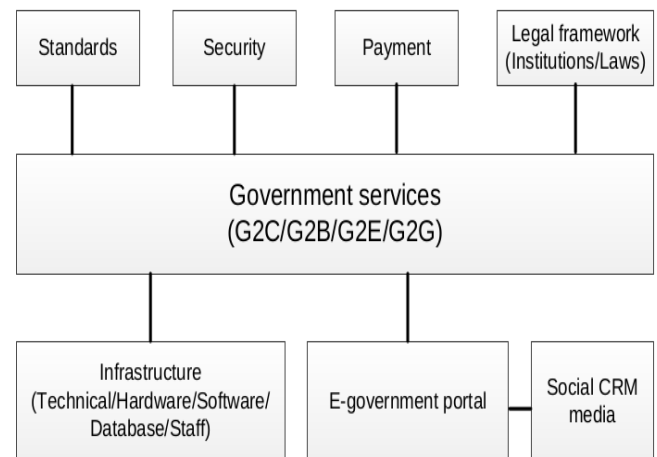 Standards
Security
Payment
Legal framework
(Institutions/Laws)
Government services
(G2C/G2B/G2E/G2G)
Infrastructure
(Technical/Hardware/Software/
Database/Staff)
E-government portal
Social CRM
media